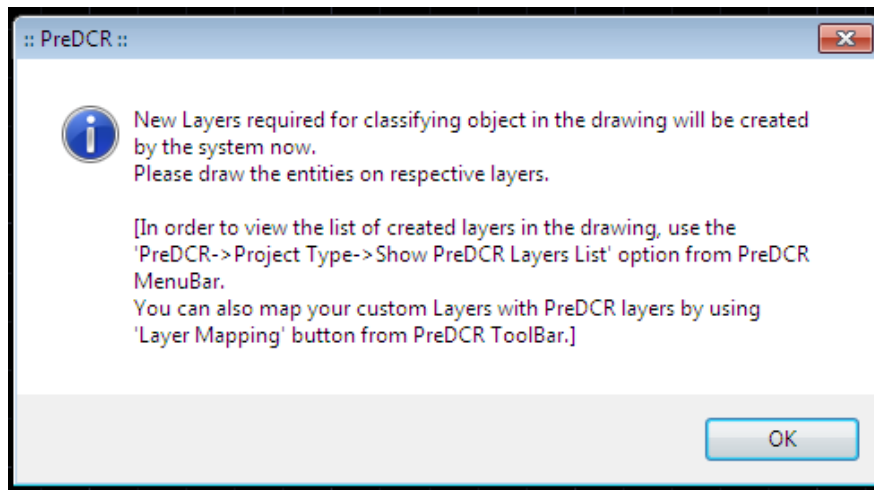 :: PreDCR ::
New Layers required for classifying object in the drawing will be created
by the system now.
Please draw the entities on respective layers.
[In order to view the list of created layers in the drawing, use the
'PreDCR->Project Type->Show PreDCR Layers List' option from PreDCR
MenuBar.
You can also map your custom Layers with PreDCR layers by using
'Layer Mapping' button from PreDCR ToolBar.]
OK